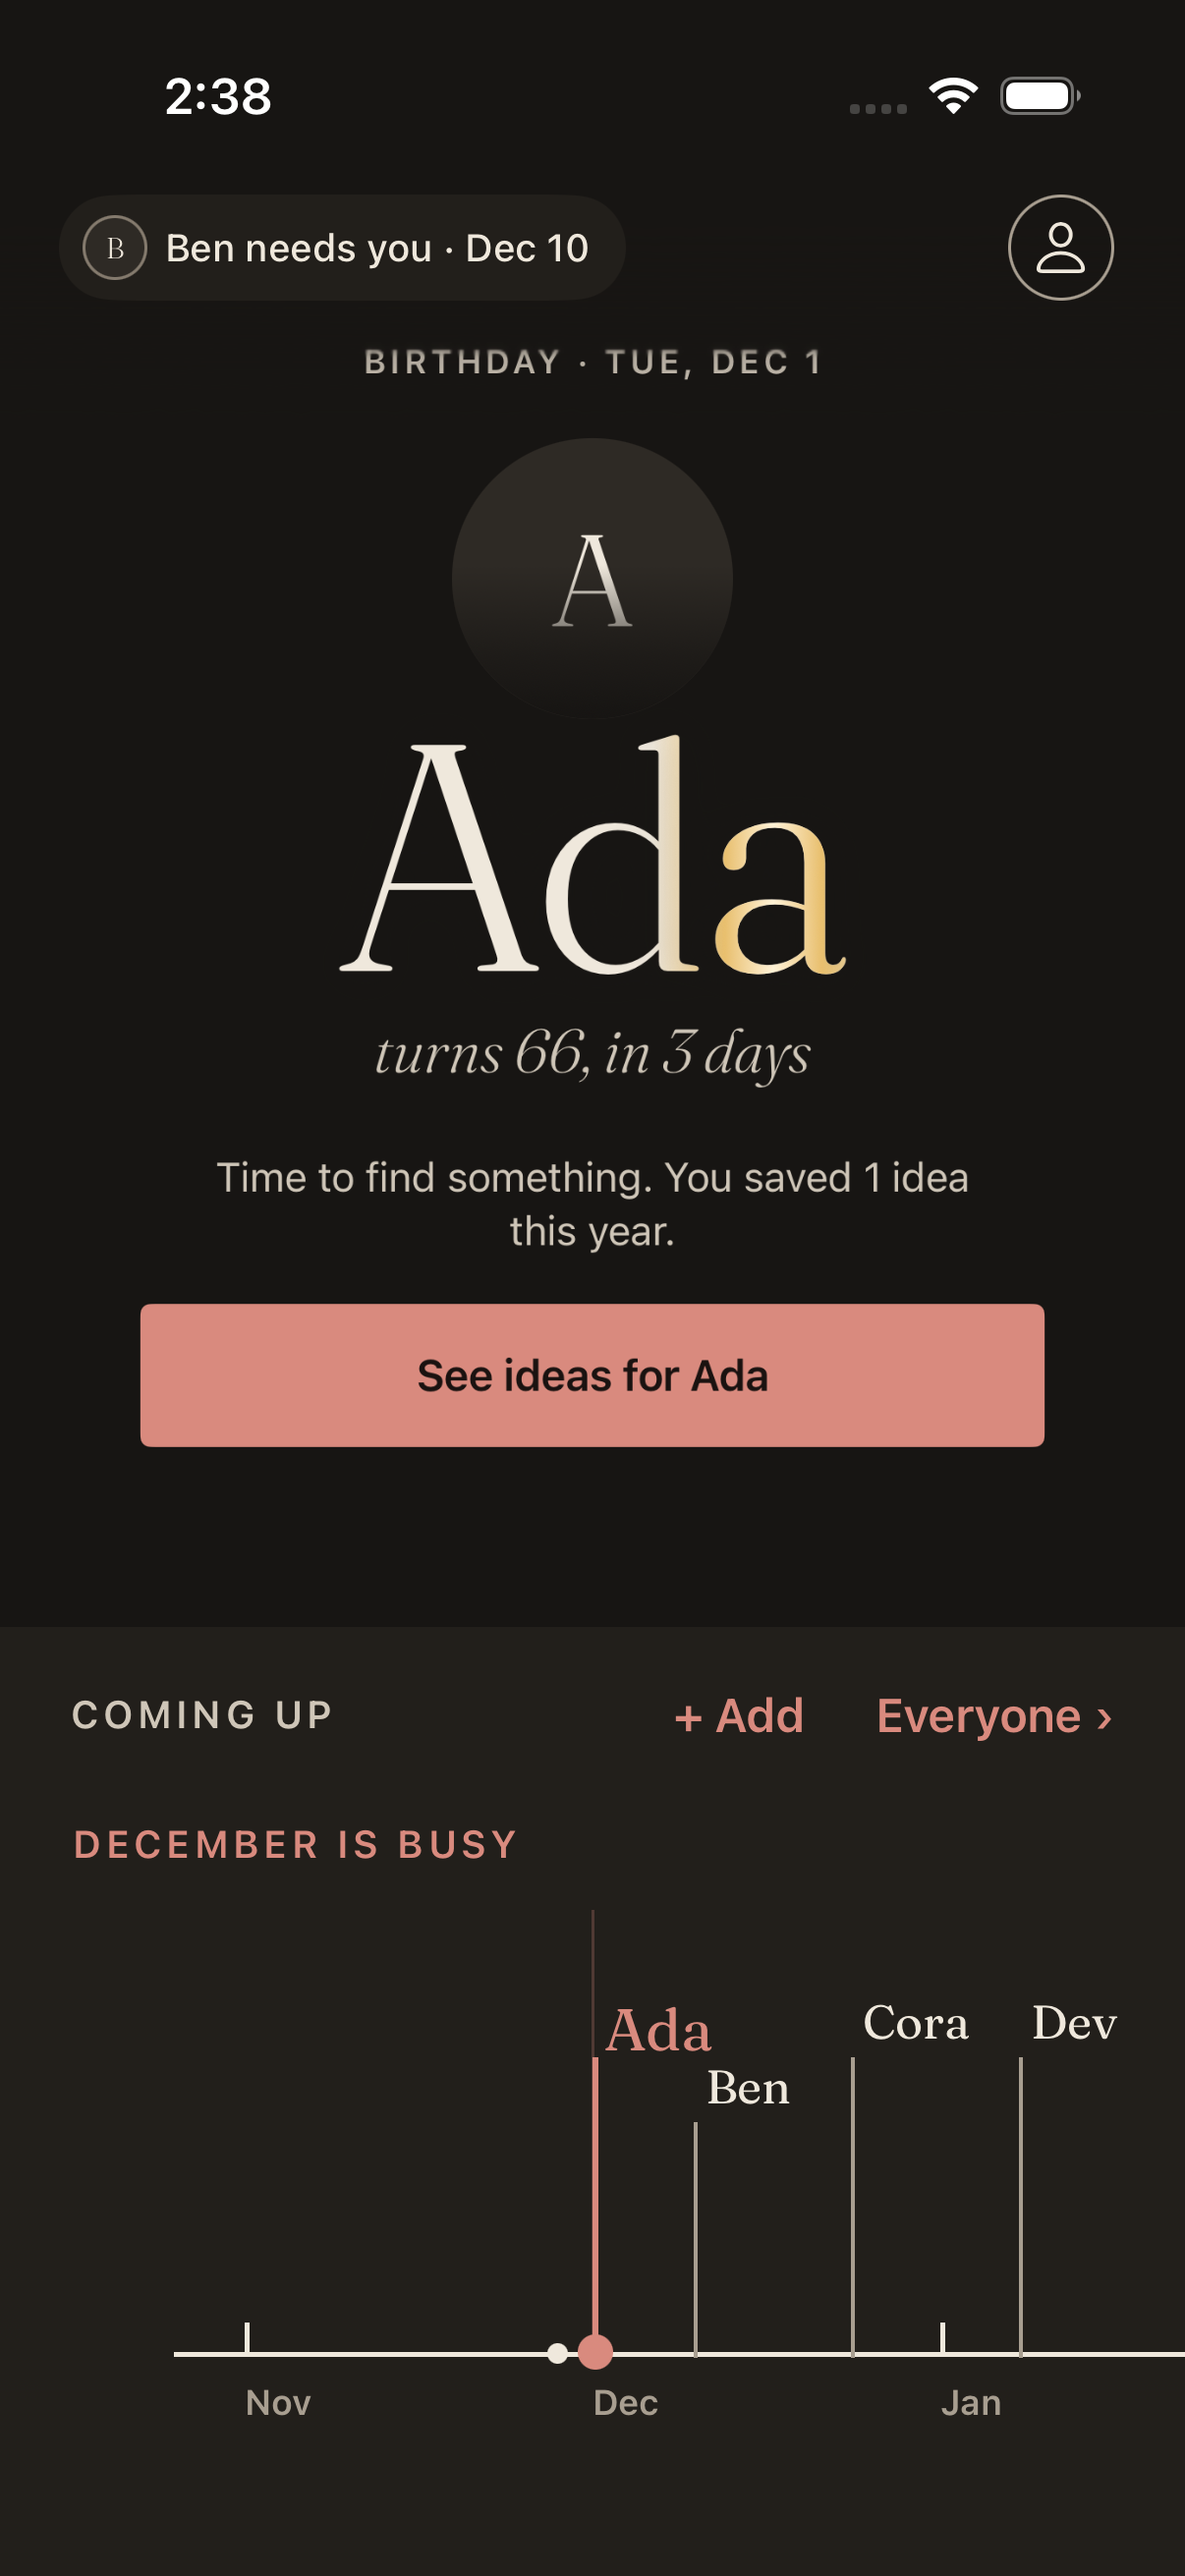 2:38
B Ben needs you · Dec 10
BIRTHDAY · TUE, DEC 1
A
Ada
turns 66, in 3 days
Time to find something. You saved 1 idea
this year.
See ideas for Ada
COMING UP + Add Everyone ›
DECEMBER IS BUSY
Ada Cora Dev
Ben
Nov Dec Jan